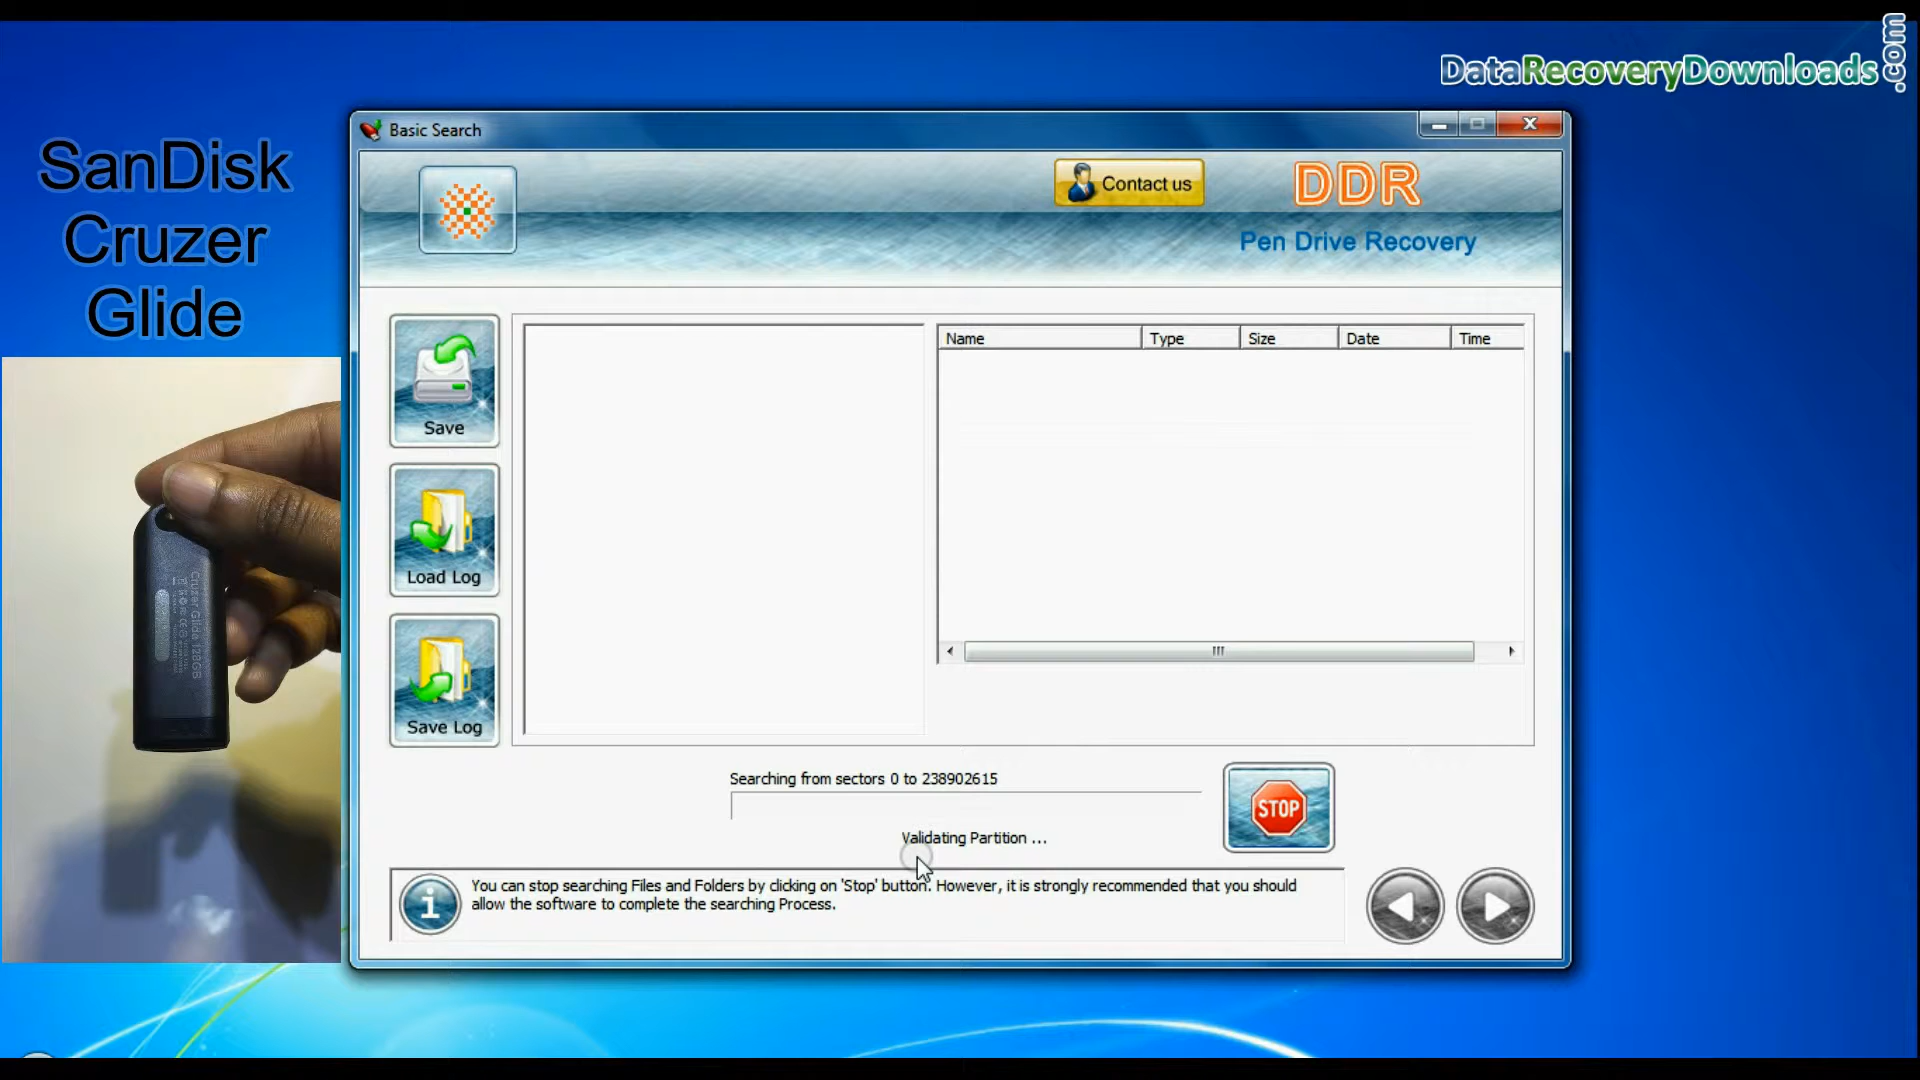 DataRecoveryDownloads.com
SanDisk
Cruzer
Glide
Basic Search
Contact us
DDR
Pen Drive Recovery
Save
Load Log
Save Log
Name Type Size Date Time
Searching from sectors 0 to 238902615
STOP
Validating Partition ...
You can stop searching Files and Folders by clicking on 'Stop' button. However, it is strongly recommended that you should
allow the software to complete the searching Process.
Cruzer Glide 128GB